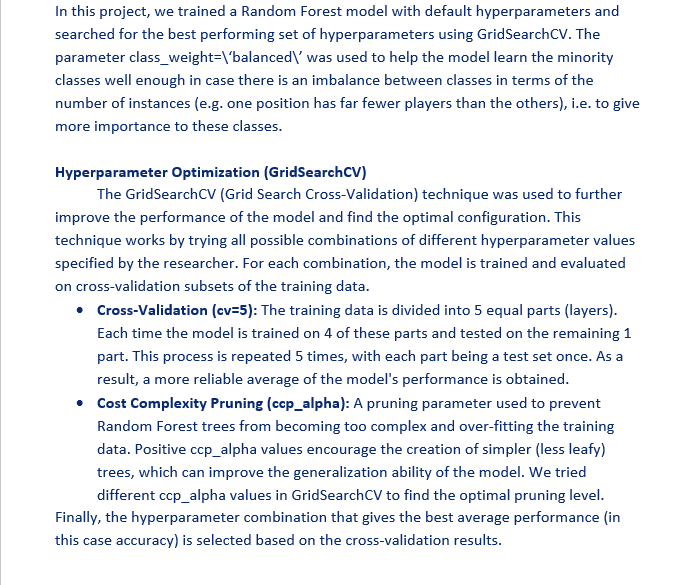 In this project, we trained a Random Forest model with default hyperparameters and
searched for the best performing set of hyperparameters using GridSearchCV. The
parameter class_weight=\‘balanced\’ was used to help the model learn the minority
classes well enough in case there is an imbalance between classes in terms of the
number of instances (e.g. one position has far fewer players than the others), i.e. to give
more importance to these classes.
Hyperparameter Optimization (GridSearchCV)
The GridSearchCV (Grid Search Cross-Validation) technique was used to further
improve the performance of the model and find the optimal configuration. This
technique works by trying all possible combinations of different hyperparameter values
specified by the researcher. For each combination, the model is trained and evaluated
on cross-validation subsets of the training data.
• Cross-Validation (cv=5): The training data is divided into 5 equal parts (layers).
Each time the model is trained on 4 of these parts and tested on the remaining 1
part. This process is repeated 5 times, with each part being a test set once. As a
result, a more reliable average of the model's performance is obtained.
• Cost Complexity Pruning (ccp_alpha): A pruning parameter used to prevent
Random Forest trees from becoming too complex and over-fitting the training
data. Positive ccp_alpha values encourage the creation of simpler (less leafy)
trees, which can improve the generalization ability of the model. We tried
different ccp_alpha values in GridSearchCV to find the optimal pruning level.
Finally, the hyperparameter combination that gives the best average performance (in
this case accuracy) is selected based on the cross-validation results.